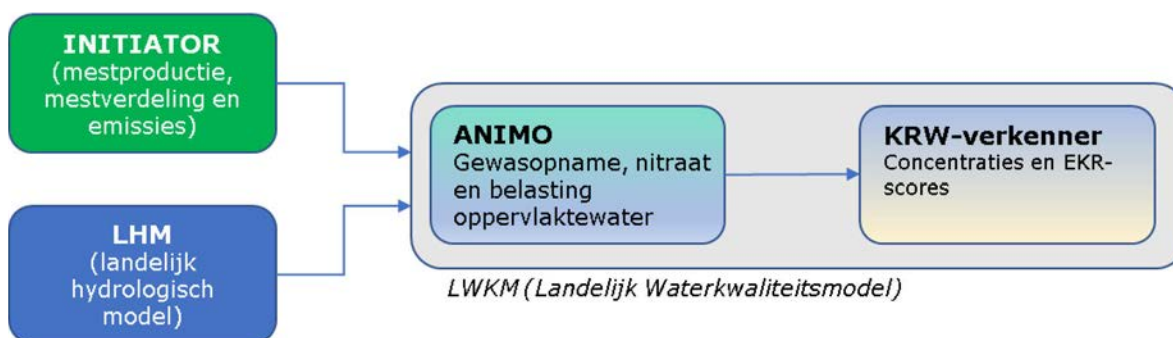 INITIATOR
(mestproductie,
mestverdeling en
emissies)
LHM
(landelijk
hydrologisch
model)
ANIMO
Gewasopname, nitraat
en belasting
oppervlaktewater
KRW-verkenner
Concentraties en EKR-
scores
LWKM (Landelijk Waterkwaliteitsmodel)